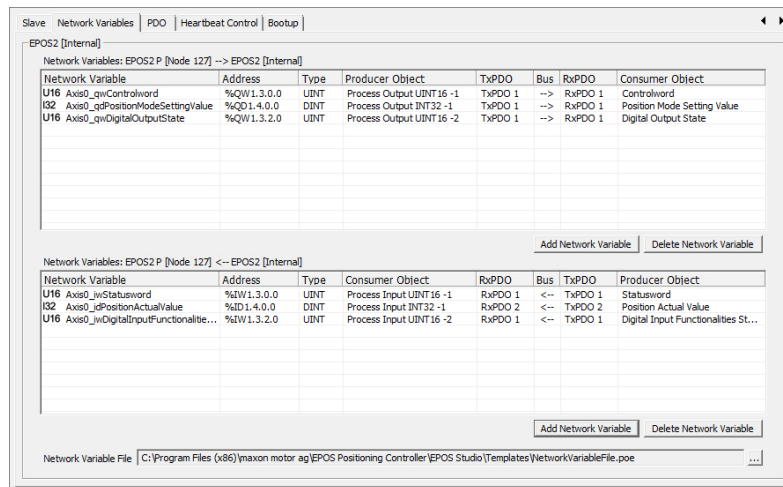 Slave Network Variables PDO Heartbeat Control Bootup
EPOS2 [Internal]
Network Variables: EPOS2 P [Node 127] --> EPOS2 [Internal]
Network Variable Address Type Producer Object TxPDO Bus RxPDO Consumer Object
U16 Axis0_qwControlword %QW1.3.0.0 UINT Process Output UINT16 -1 TxPDO 1 --> RxPDO 1 Controlword
I32 Axis0_qdPositionModeSettingValue %QD1.4.0.0 DINT Process Output INT32 -1 TxPDO 1 --> RxPDO 1 Position Mode Setting Value
U16 Axis0_qwDigitalOutputState %QW1.3.2.0 UINT Process Output UINT16 -2 TxPDO 1 --> RxPDO 1 Digital Output State
Add Network Variable Delete Network Variable
Network Variables: EPOS2 P [Node 127] <-- EPOS2 [Internal]
Network Variable Address Type Consumer Object RxPDO Bus TxPDO Producer Object
U16 Axis0_iwStatusword %IW1.3.0.0 UINT Process Input UINT16 -1 RxPDO 1 <-- TxPDO 1 Statusword
I32 Axis0_idPositionActualValue %ID1.4.0.0 DINT Process Input INT32 -1 RxPDO 2 <-- TxPDO 2 Position Actual Value
U16 Axis0_iwDigitalInputFunctionalitie... %IW1.3.2.0 UINT Process Input UINT16 -2 RxPDO 1 <-- TxPDO 1 Digital Input Functionalities St...
Add Network Variable Delete Network Variable
Network Variable File C:\Program Files (x86)\maxon motor ag\EPOS Positioning Controller\EPOS Studio\Templates\NetworkVariableFile.poe ...